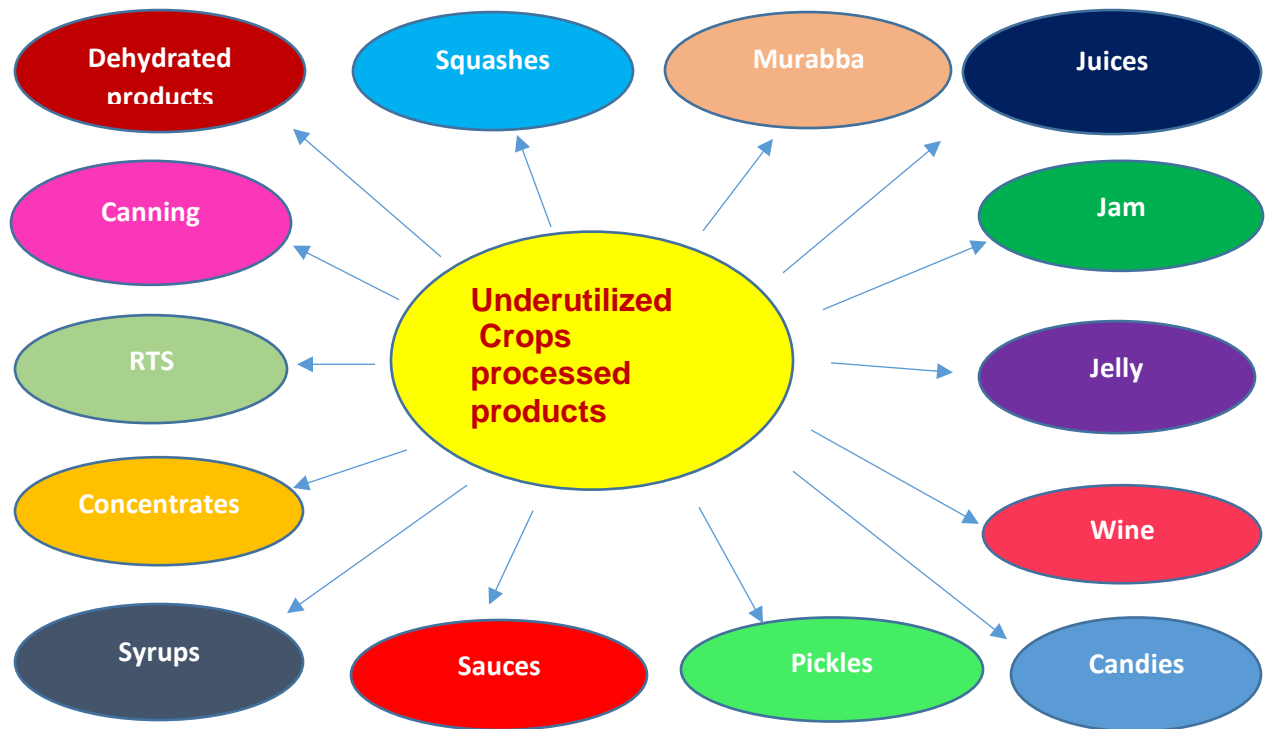 Dehydrated
products
Squashes
Murabba
Juices
Canning
Jam
Underutilized
Crops
processed
products
RTS
Jelly
Concentrates
Wine
Syrups
Sauces
Pickles
Candies